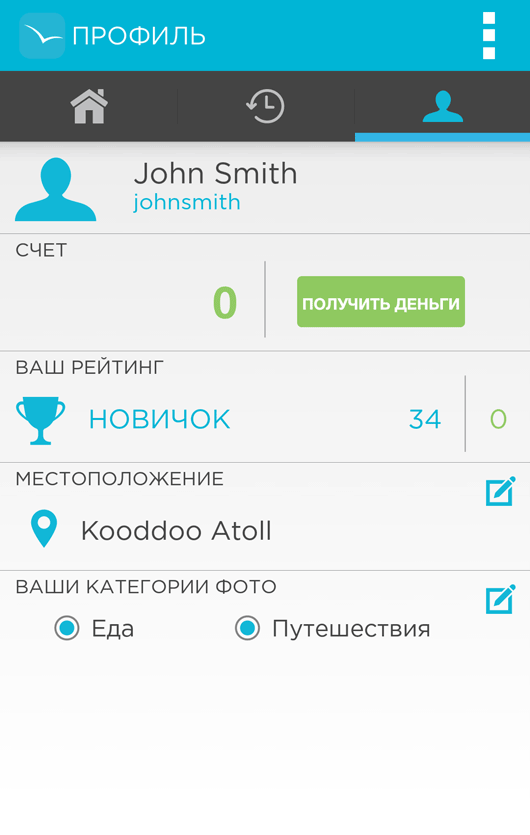 ПРОФИЛЬ
John Smith
johnsmith
СЧЕТ
0
ПОЛУЧИТЬ ДЕНЬГИ
ВАШ РЕЙТИНГ
НОВИЧОК 34 0
МЕСТОПОЛОЖЕНИЕ
Kooddoo Atoll
ВАШИ КАТЕГОРИИ ФОТО
Еда Путешествия